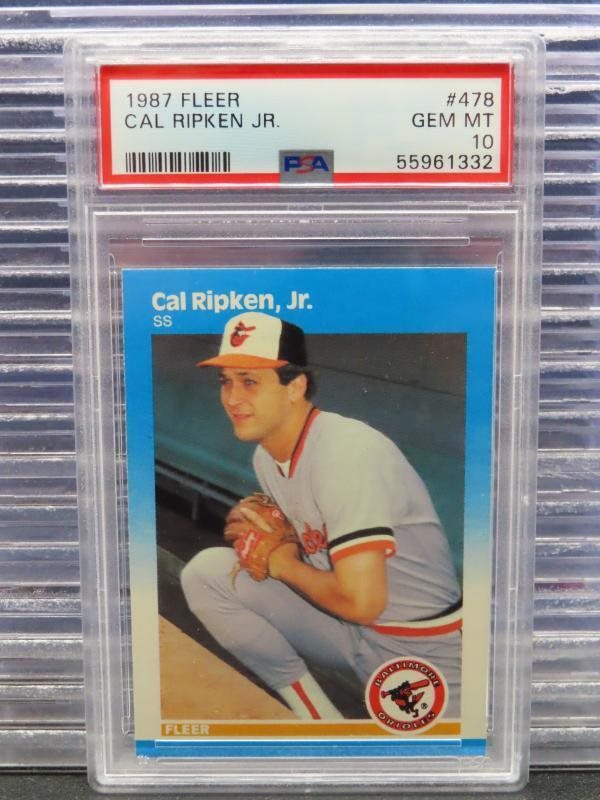 1987 FLEER
#478
CAL RIPKEN JR.
GEM MT
10
PSA
55961332
Cal Ripken, Jr.
SS
BALTIMORE
ORIOLES
®
FLEER